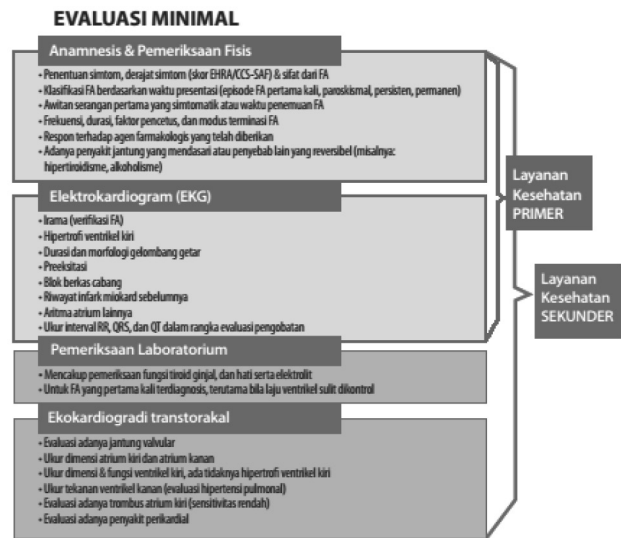 EVALUASI MINIMAL
Anamnesis & Pemeriksaan Fisis
• Penentuan simtom, derajat simtom (skor EHRA/CCS-SAF) & sifat dari FA
• Klasifikasi FA berdasarkan waktu presentasi (episode FA pertama kali, paroskismal, persisten, permanen)
• Awitan serangan pertama yang simtomatik atau waktu penemuan FA
• Frekuensi, durasi, faktor pencetus, dan modus terminasi FA
• Respon terhadap agen farmakologis yang telah diberikan
• Adanya penyakit jantung yang mendasari atau penyebab lain yang reversibel (misalnya:
hipertiroidisme, alkoholisme)
Elektrokardiogram (EKG)
• Irama (verifikasi FA)
• Hipertrofi ventrikel kiri
• Durasi dan morfologi gelombang getar
• Preeksitasi
• Blok berkas cabang
• Riwayat infark miokard sebelumnya
• Aritma atrium lainnya
• Ukur interval RR, QRS, dan QT dalam rangka evaluasi pengobatan
Pemeriksaan Laboratorium
• Mencakup pemeriksaan fungsi tiroid ginjal, dan hati serta elektrolit
• Untuk FA yang pertama kali terdiagnosis, terutama bila laju ventrikel sulit dikontrol
Ekokardiogradi transtorakal
• Evaluasi adanya jantung valvular
• Ukur dimensi atrium kiri dan atrium kanan
• Ukur dimensi & fungsi ventrikel kiri, ada tidaknya hipertrofi ventrikel kiri
• Ukur tekanan ventrikel kanan (evaluasi hipertensi pulmonal)
• Evaluasi adanya trombus atrium kiri (sensitivitas rendah)
• Evaluasi adanya penyakit perikardial
Layanan
Kesehatan
PRIMER
Layanan
Kesehatan
SEKUNDER